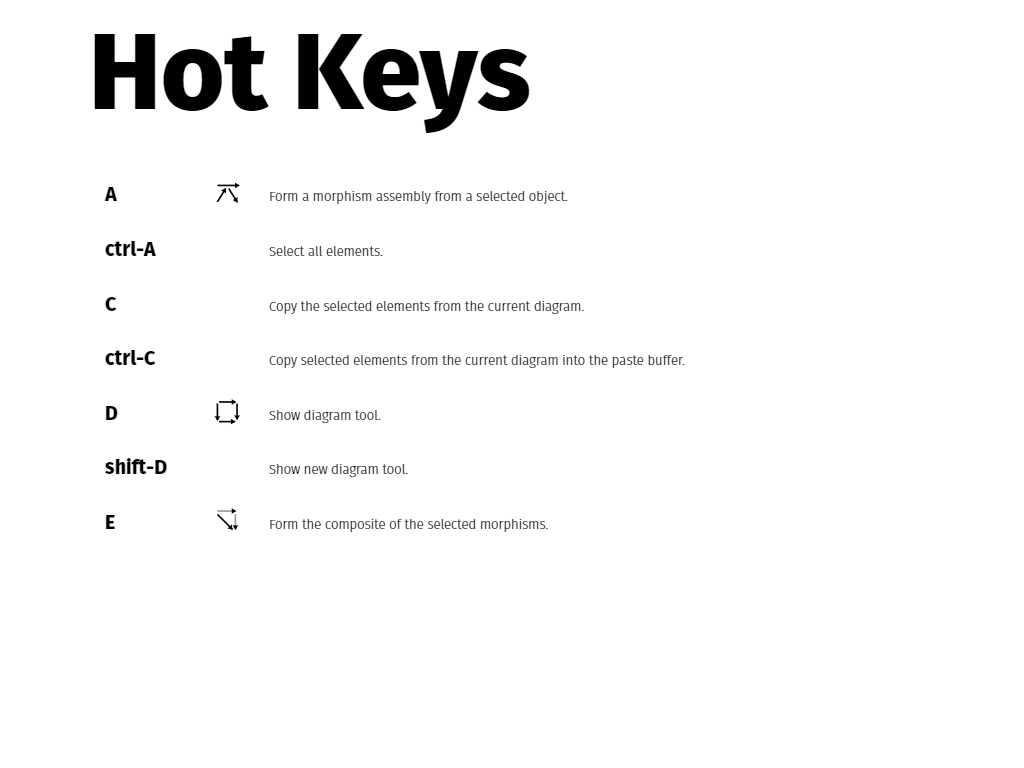 Hot Keys
A Form a morphism assembly from a selected object.
ctrl-A Select all elements.
C Copy the selected elements from the current diagram.
ctrl-C Copy selected elements from the current diagram into the paste buffer.
D Show diagram tool.
shift-D Show new diagram tool.
E Form the composite of the selected morphisms.